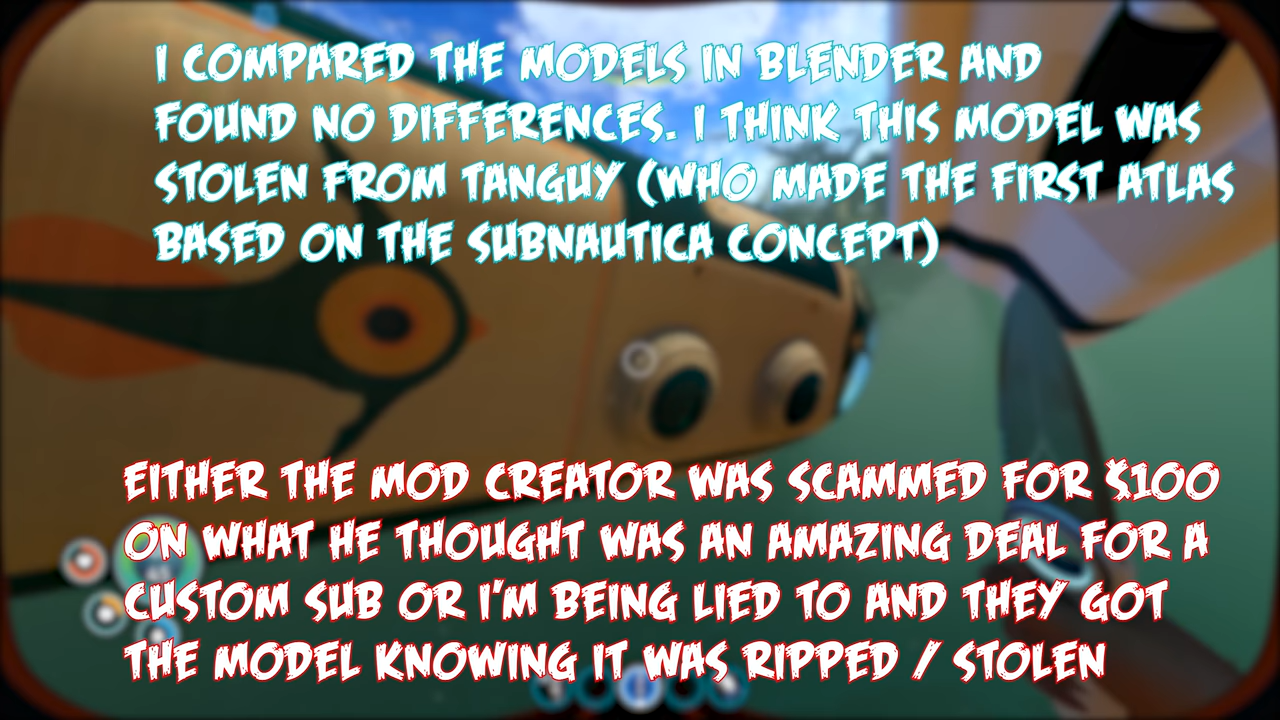 I COMPARED THE MODELS IN BLENDER AND
FOUND NO DIFFERENCES. I THINK THIS MODEL WAS
STOLEN FROM TANGUY (WHO MADE THE FIRST ATLAS
BASED ON THE SUBNAUTICA CONCEPT)
EITHER THE MOD CREATOR WAS SCAMMED FOR $100
ON WHAT HE THOUGHT WAS AN AMAZING DEAL FOR A
CUSTOM SUB OR I'M BEING LIED TO AND THEY GOT
THE MODEL KNOWING IT WAS RIPPED / STOLEN